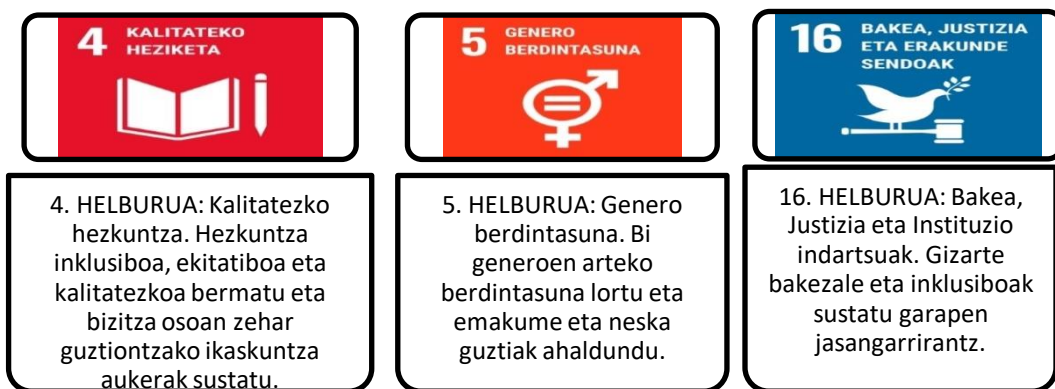 4 KALITATEKO
HEZIKETA
5 GENERO
BERDINTASUNA
16 BAKEA, JUSTIZIA
ETA ERAKUNDE
SENDOAK
4. HELBURUA: Kalitatezko
hezkuntza. Hezkuntza
inklusiboa, ekitatiboa eta
kalitatezkoa bermatu eta
bizitza osoan zehar
guztiontzako ikaskuntza
aukerak sustatu.
5. HELBURUA: Genero
berdintasuna. Bi
generoen arteko
berdintasuna lortu eta
emakume eta neska
guztiak ahaldundu.
16. HELBURUA: Bakea,
Justizia eta Instituzio
indartsuak. Gizarte
bakezale eta inklusiboak
sustatu garapen
jasangarrirantz.